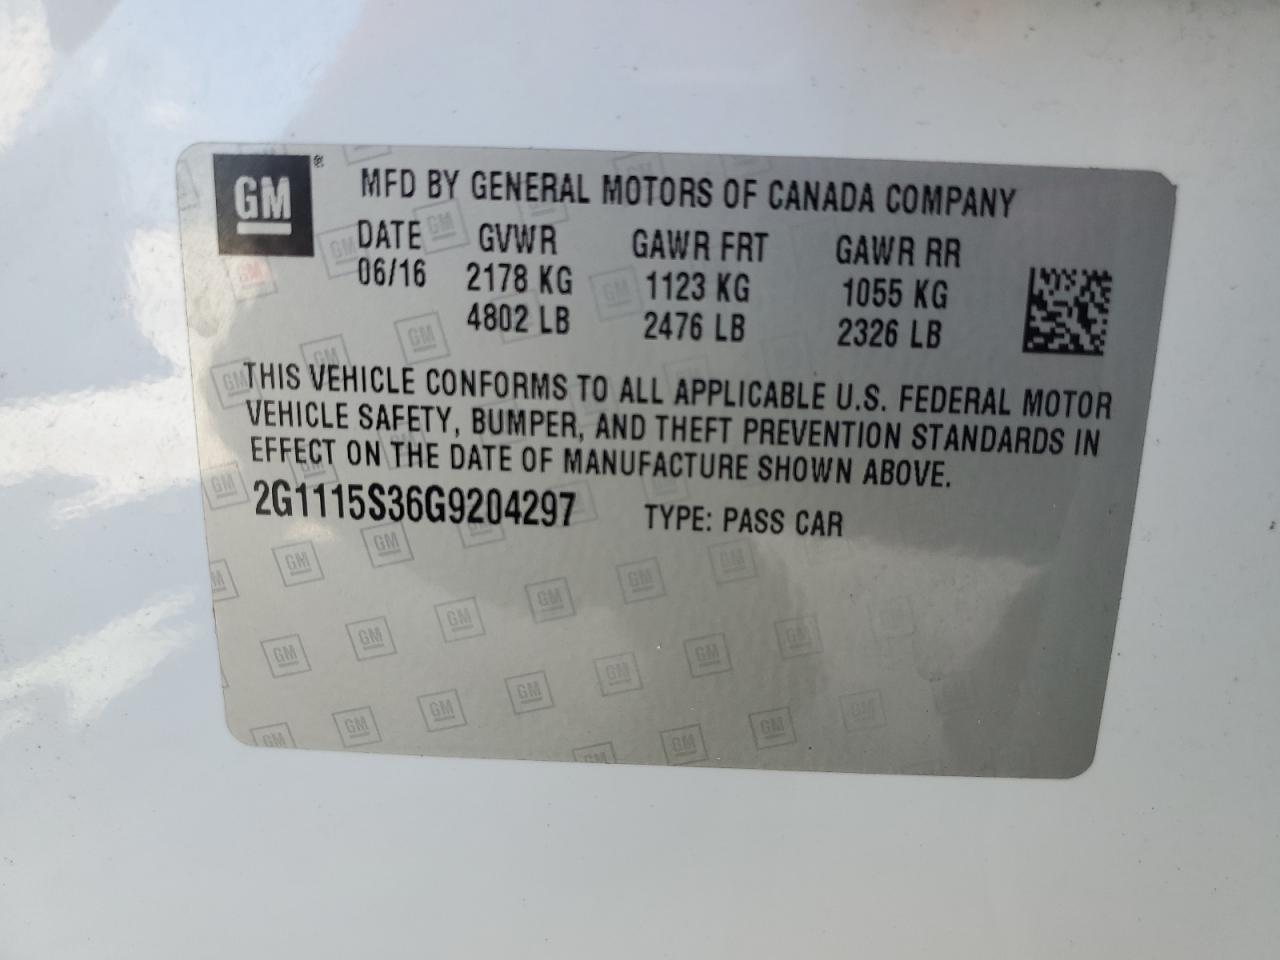 GM ® MFD BY GENERAL MOTORS OF CANADA COMPANY
DATE GVWR GAWR FRT GAWR RR
06/16 2178 KG 1123 KG 1055 KG
4802 LB 2476 LB 2326 LB
THIS VEHICLE CONFORMS TO ALL APPLICABLE U.S. FEDERAL MOTOR
VEHICLE SAFETY, BUMPER, AND THEFT PREVENTION STANDARDS IN
EFFECT ON THE DATE OF MANUFACTURE SHOWN ABOVE.
2G1115S36G9204297 TYPE: PASS CAR